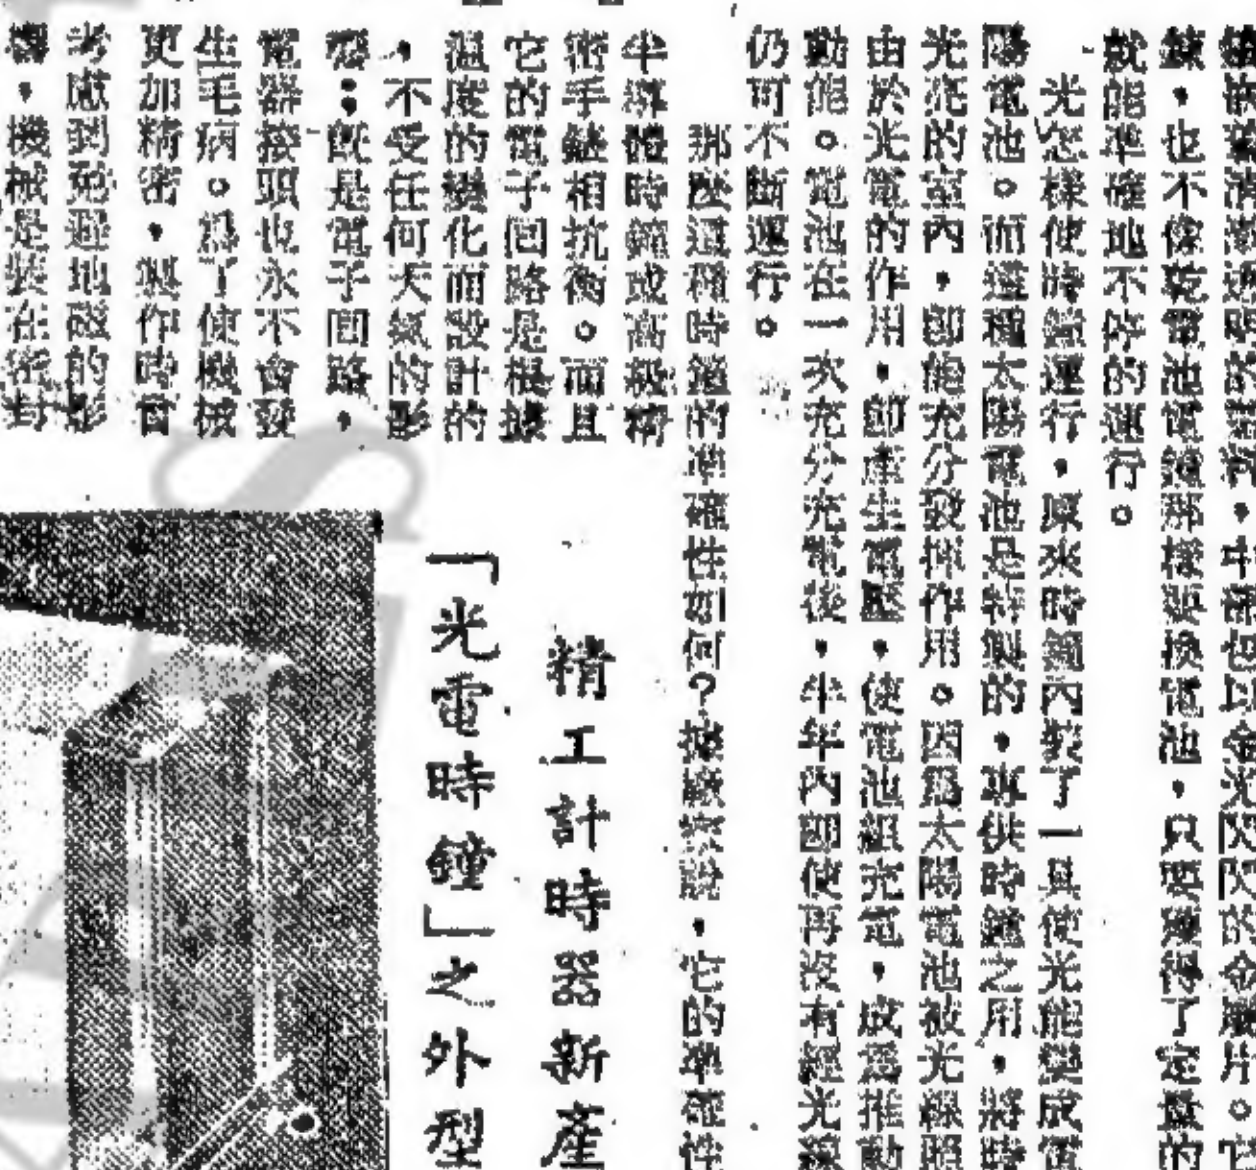 光閃閃的金屬片。它
，也不像乾電池電鐘那樣要換電池，只要獲得了定量的
就能準確地不停的運行。
光怎樣使時鐘運行，原來時鐘內裝了一具使光能變成電
陽電池。而這種太陽電池是特製的，專供時鐘之用，將時
光亮的室內，即能充分發揮作用。因爲太陽電池被光線照
由於光電的作用，卽產生電壓，使電池組充電，成爲推動
動能。電池在一次充分充電後，半年內卽使再沒有經光線
仍可不斷運行。
那麽這種時鐘的準確性如何？據說，它的準確性
半導體時鐘或高級精
密手錶相抗衡。而且
它的電子回路是根據
溫度的變化而設計的
，不受任何天氣的影
響；既是電子回路，
電器接頭也永不會發
生毛病。爲了使機械
更加精密，製作時曾
考慮到避地磁的影
響，機械是裝在密封
精工計時器新產
「光電時鐘」之外型